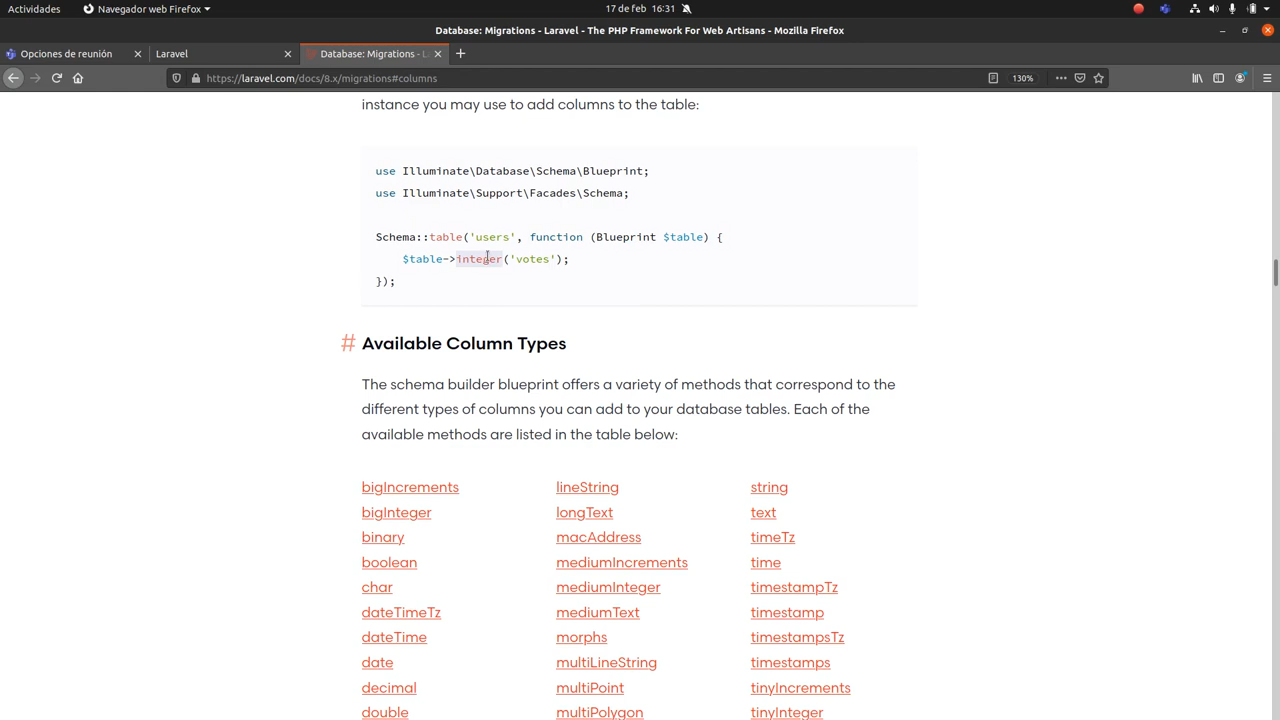 Actividades
Navegador web Firefox
17 de feb 16:31
Database: Migrations - Laravel - The PHP Framework For Web Artisans - Mozilla Firefox
Opciones de reunión
Laravel
Database: Migrations - L
https://laravel.com/docs/8.x/migrations#columns
130%
instance you may use to add columns to the table:
use Illuminate\Database\Schema\Blueprint;
use Illuminate\Support\Facades\Schema;
Schema::table('users', function (Blueprint $table) {
$table->integer('votes');
});
# Available Column Types
The schema builder blueprint offers a variety of methods that correspond to the
different types of columns you can add to your database tables. Each of the
available methods are listed in the table below:
bigIncrements lineString string
bigInteger longText text
binary macAddress timeTz
boolean mediumIncrements time
char mediumInteger timestampTz
dateTimeTz mediumText timestamp
dateTime morphs timestampsTz
date multiLineString timestamps
decimal multiPoint tinyIncrements
double multiPolygon tinyInteger